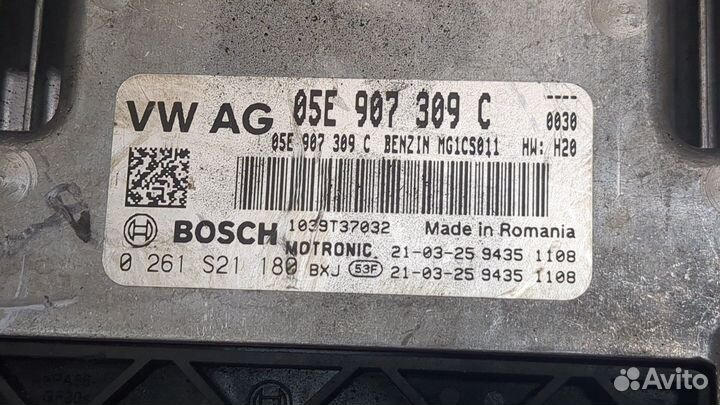 VW AG 05E 907 309 C ----
0030
05E 907 309 C BENZIN MG1CS011 HW: H20
BOSCH 1039T37032 Made in Romania
MOTRONIC 21-03-25 9435 1108
0 261 S21 180 BXJ 53F 21-03-25 9435 1108
Avito